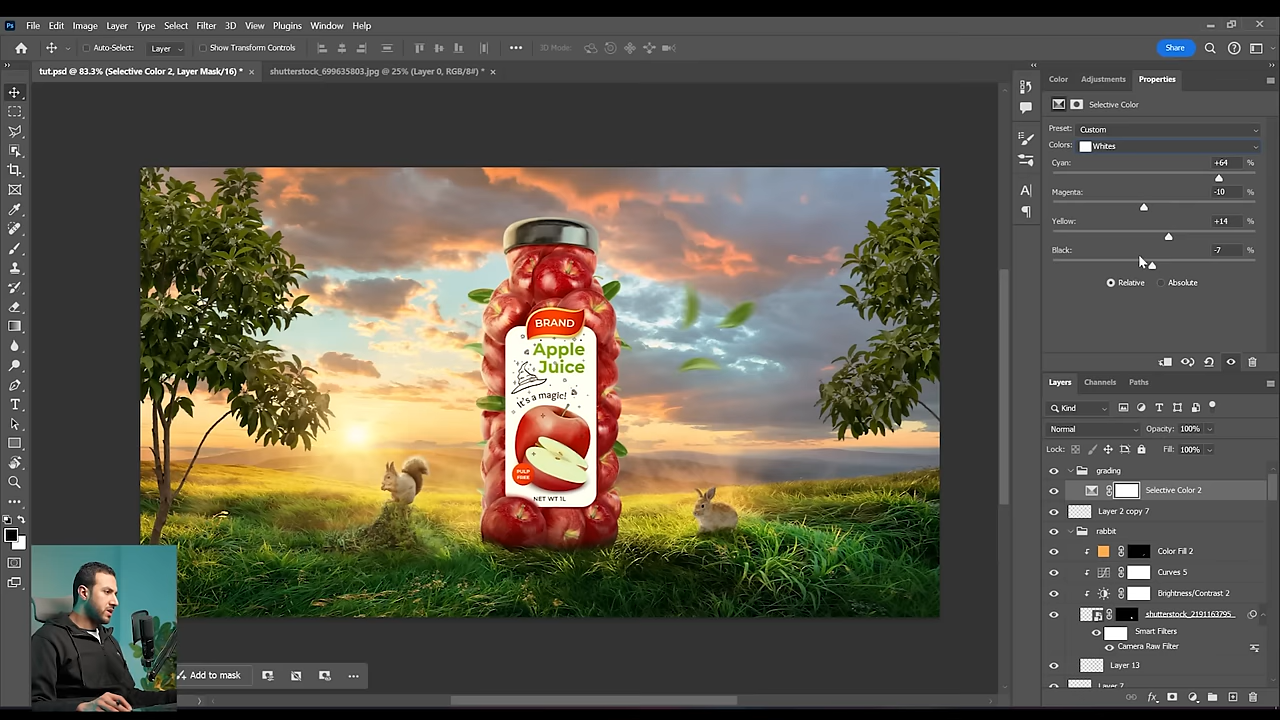 Ps File Edit Image Layer Type Select Filter 3D View Plugins Window Help
Auto-Select: Layer Show Transform Controls ••• 3D Mode: Share
tut.psd @ 83.3% (Selective Color 2, Layer Mask/16) * × shutterstock_699635803.jpg @ 25% (Layer 0, RGB/8#) * ×
Color Adjustments Properties
Selective Color
Preset: Custom
Colors: Whites
Cyan: +64 %
Magenta: -10 %
Yellow: +14 %
Black: -7 %
Relative Absolute
BRAND
Apple
Juice
It's a magic!
PULP
FREE
NET WT 1L
Add to mask •••
Layers Channels Paths
Kind
Normal Opacity: 100%
Lock: Fill: 100%
grading
Selective Color 2
Layer 2 copy 7
rabbit
Color Fill 2
Curves 5
Brightness/Contrast 2
shutterstock_2191163795...
Smart Filters
Camera Raw Filter
Layer 13
Layer 7
fx